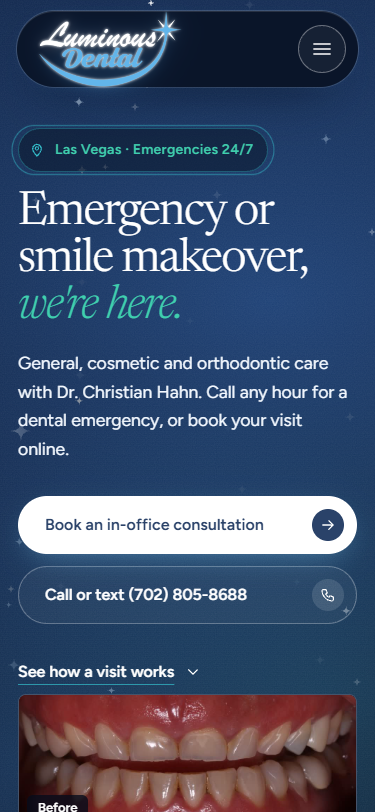 Luminous
Dental
Las Vegas · Emergencies 24/7
Emergency or
smile makeover,
we're here.
General, cosmetic and orthodontic care
with Dr. Christian Hahn. Call any hour for a
dental emergency, or book your visit
online.
Book an in-office consultation
Call or text (702) 805-8688
See how a visit works
Before